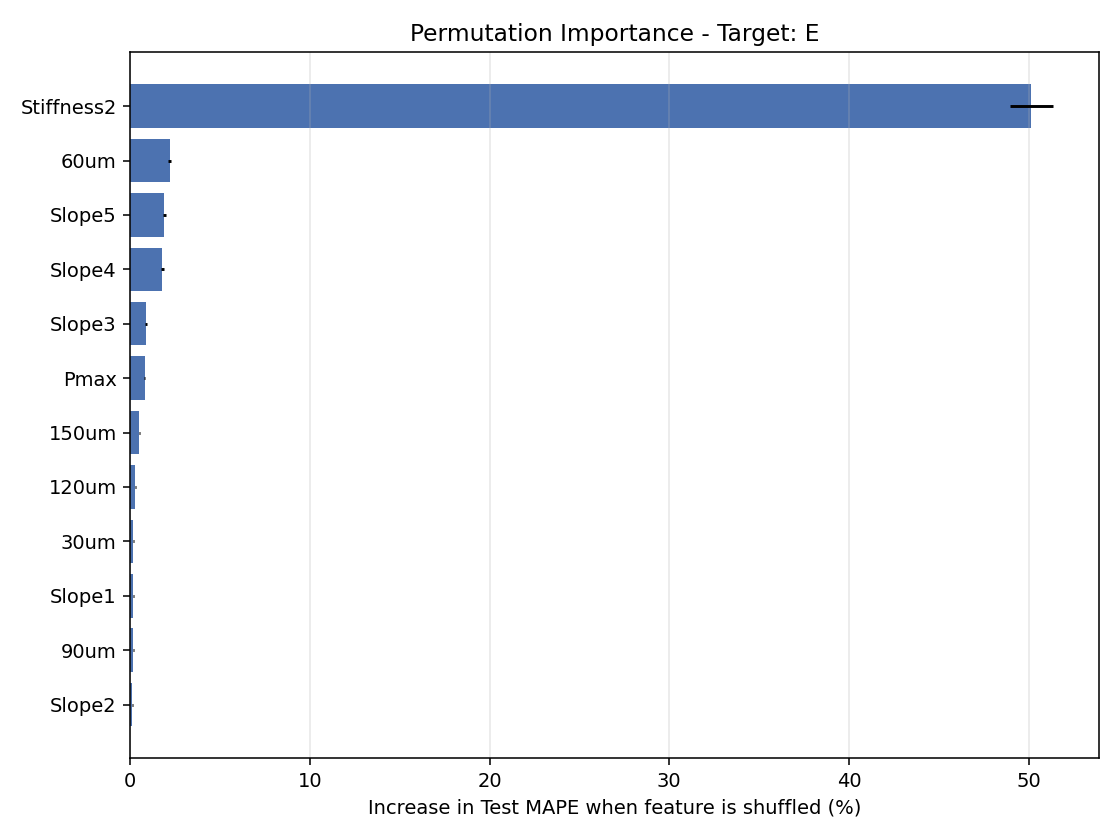 Permutation Importance - Target: E
Stiffness2
60um
Slope5
Slope4
Slope3
Pmax
150um
120um
30um
Slope1
90um
Slope2
0 10 20 30 40 50
Increase in Test MAPE when feature is shuffled (%)